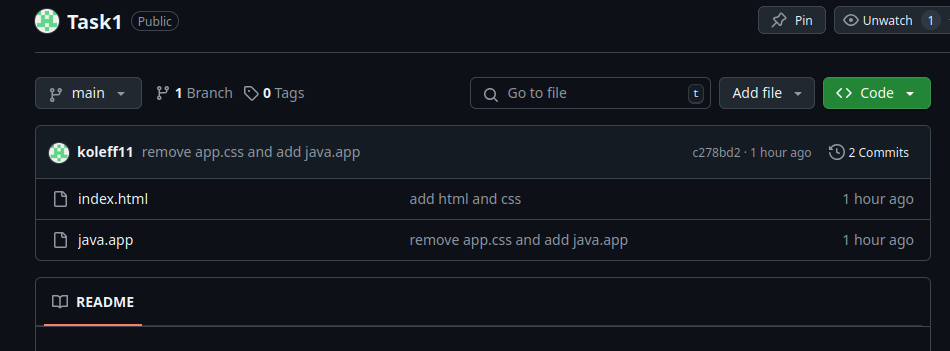 Task1 Public Pin Unwatch 1
main 1 Branch 0 Tags Go to file t Add file Code
koleff11 remove app.css and add java.app c278bd2 · 1 hour ago 2 Commits
index.html add html and css 1 hour ago
java.app remove app.css and add java.app 1 hour ago
README